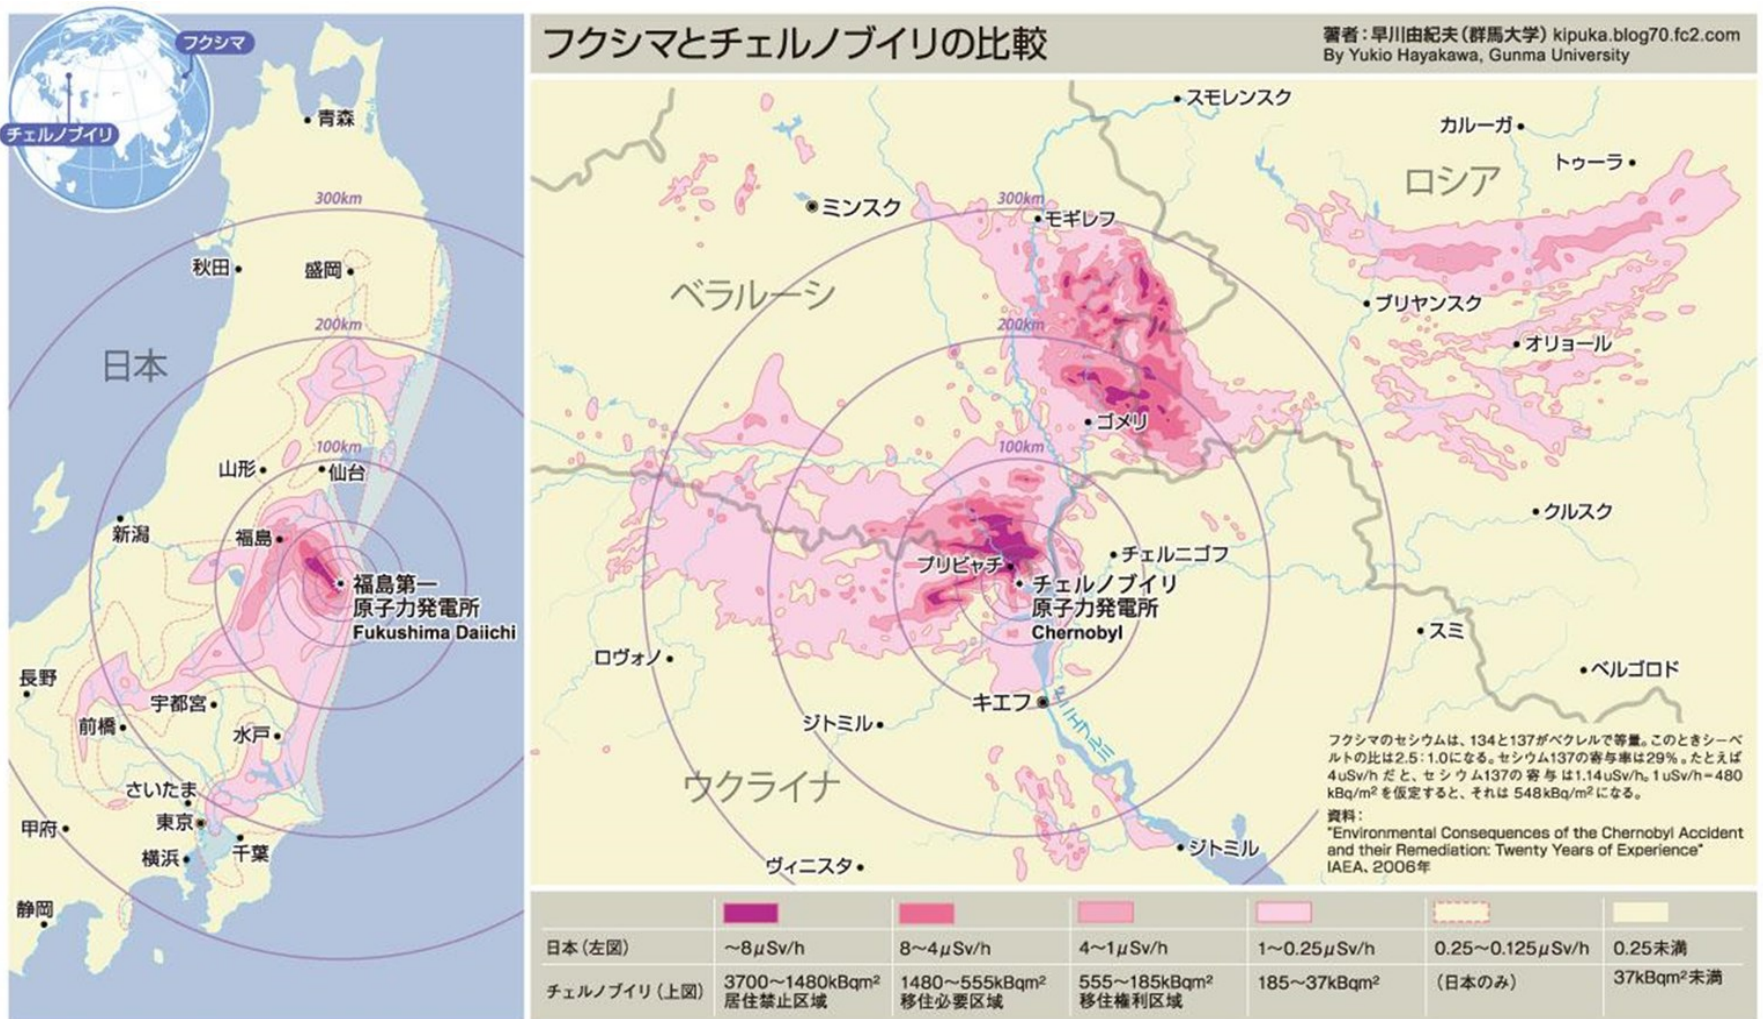 フクシマ
チェルノブイリ
フクシマとチェルノブイリの比較
著者：早川由紀夫（群馬大学） kipuka.blog70.fc2.com
By Yukio Hayakawa, Gunma University
青森
300km
秋田
盛岡
200km
日本
100km
山形
仙台
新潟
福島
福島第一
原子力発電所
Fukushima Daiichi
長野
宇都宮
前橋
水戸
さいたま
東京
甲府
横浜
千葉
静岡
スモレンスク
カルーガ
トゥーラ
ロシア
ミンスク
300km
モギレフ
ベラルーシ
ブリヤンスク
200km
オリョール
ゴメリ
100km
クルスク
チェルニゴフ
プリピャチ
チェルノブイリ
原子力発電所
Chernobyl
スミ
ロヴォノ
ベルゴロド
キエフ
ジトミル
ドニエプル川
ウクライナ
ジトミル
ヴィニスタ
フクシマのセシウムは、134と137がベクレルで等量。このときシーベ
ルトの比は2.5：1.0になる。セシウム137の寄与率は29％。たとえば
4uSv/h だと、セシウム137の寄与は1.14uSv/h。1uSv/h=480
kBq/m² を仮定すると、それは 548kBq/m² になる。
資料：
"Environmental Consequences of the Chernobyl Accident
and their Remediation: Twenty Years of Experience"
IAEA、2006年
日本（左図） ～8μSv/h 8～4μSv/h 4～1μSv/h 1～0.25μSv/h 0.25～0.125μSv/h 0.25未満
チェルノブイリ（上図） 3700～1480kBqm² 1480～555kBqm² 555～185kBqm² 185～37kBqm² （日本のみ） 37kBqm²未満
居住禁止区域 移住必要区域 移住権利区域